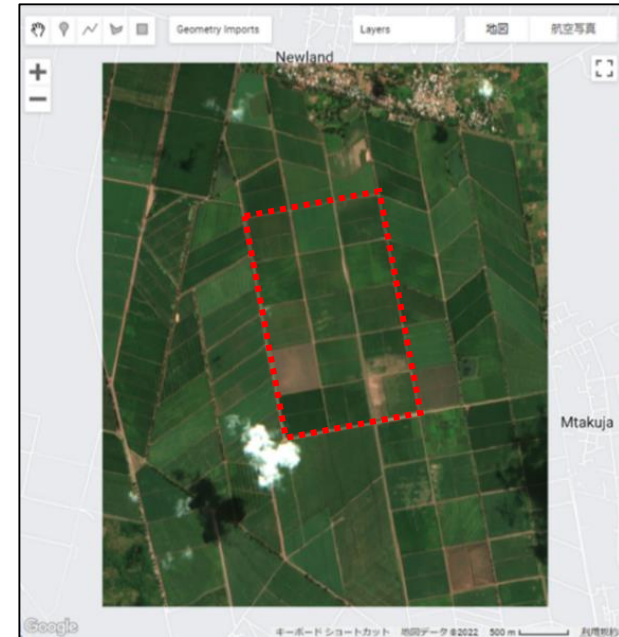 Geometry Imports
Layers
地図
航空写真
Newland
Mtakuja
Google
キーボード ショートカット
地図データ ©2022
500 m
利用規約